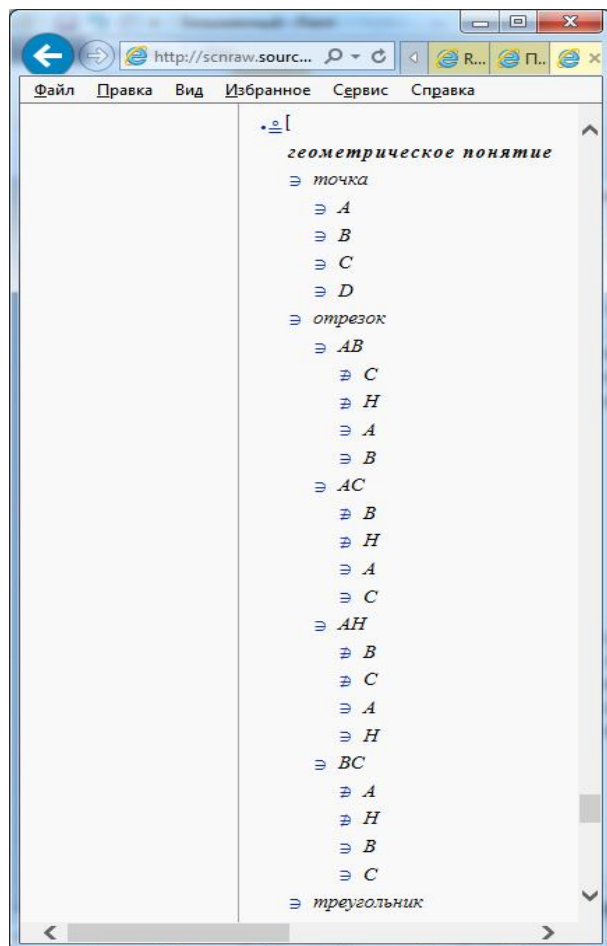 http://scnraw.sourc...
R...
П..
Файл Правка Вид Избранное Сервис Справка
•≗[
геометрическое понятие
∋ точка
∋ A
∋ B
∋ C
∋ D
∋ отрезок
∋ AB
∌ C
∌ H
∋ A
∋ B
∋ AC
∌ B
∌ H
∋ A
∋ C
∋ AH
∌ B
∌ C
∋ A
∋ H
∋ BC
∌ A
∌ H
∋ B
∋ C
∋ треугольник